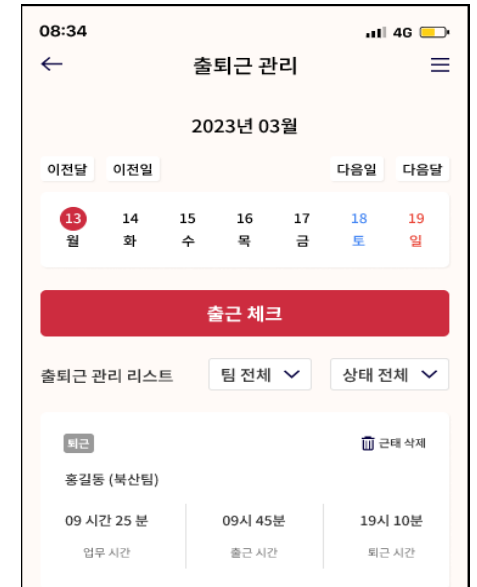 08:34 4G
출퇴근 관리
2023년 03월
이전달 이전일 다음일 다음달
13 14 15 16 17 18 19
월 화 수 목 금 토 일
출근 체크
출퇴근 관리 리스트 팀 전체 상태 전체
퇴근 근태 삭제
홍길동 (북산팀)
09 시간 25 분 09시 45분 19시 10분
업무 시간 출근 시간 퇴근 시간